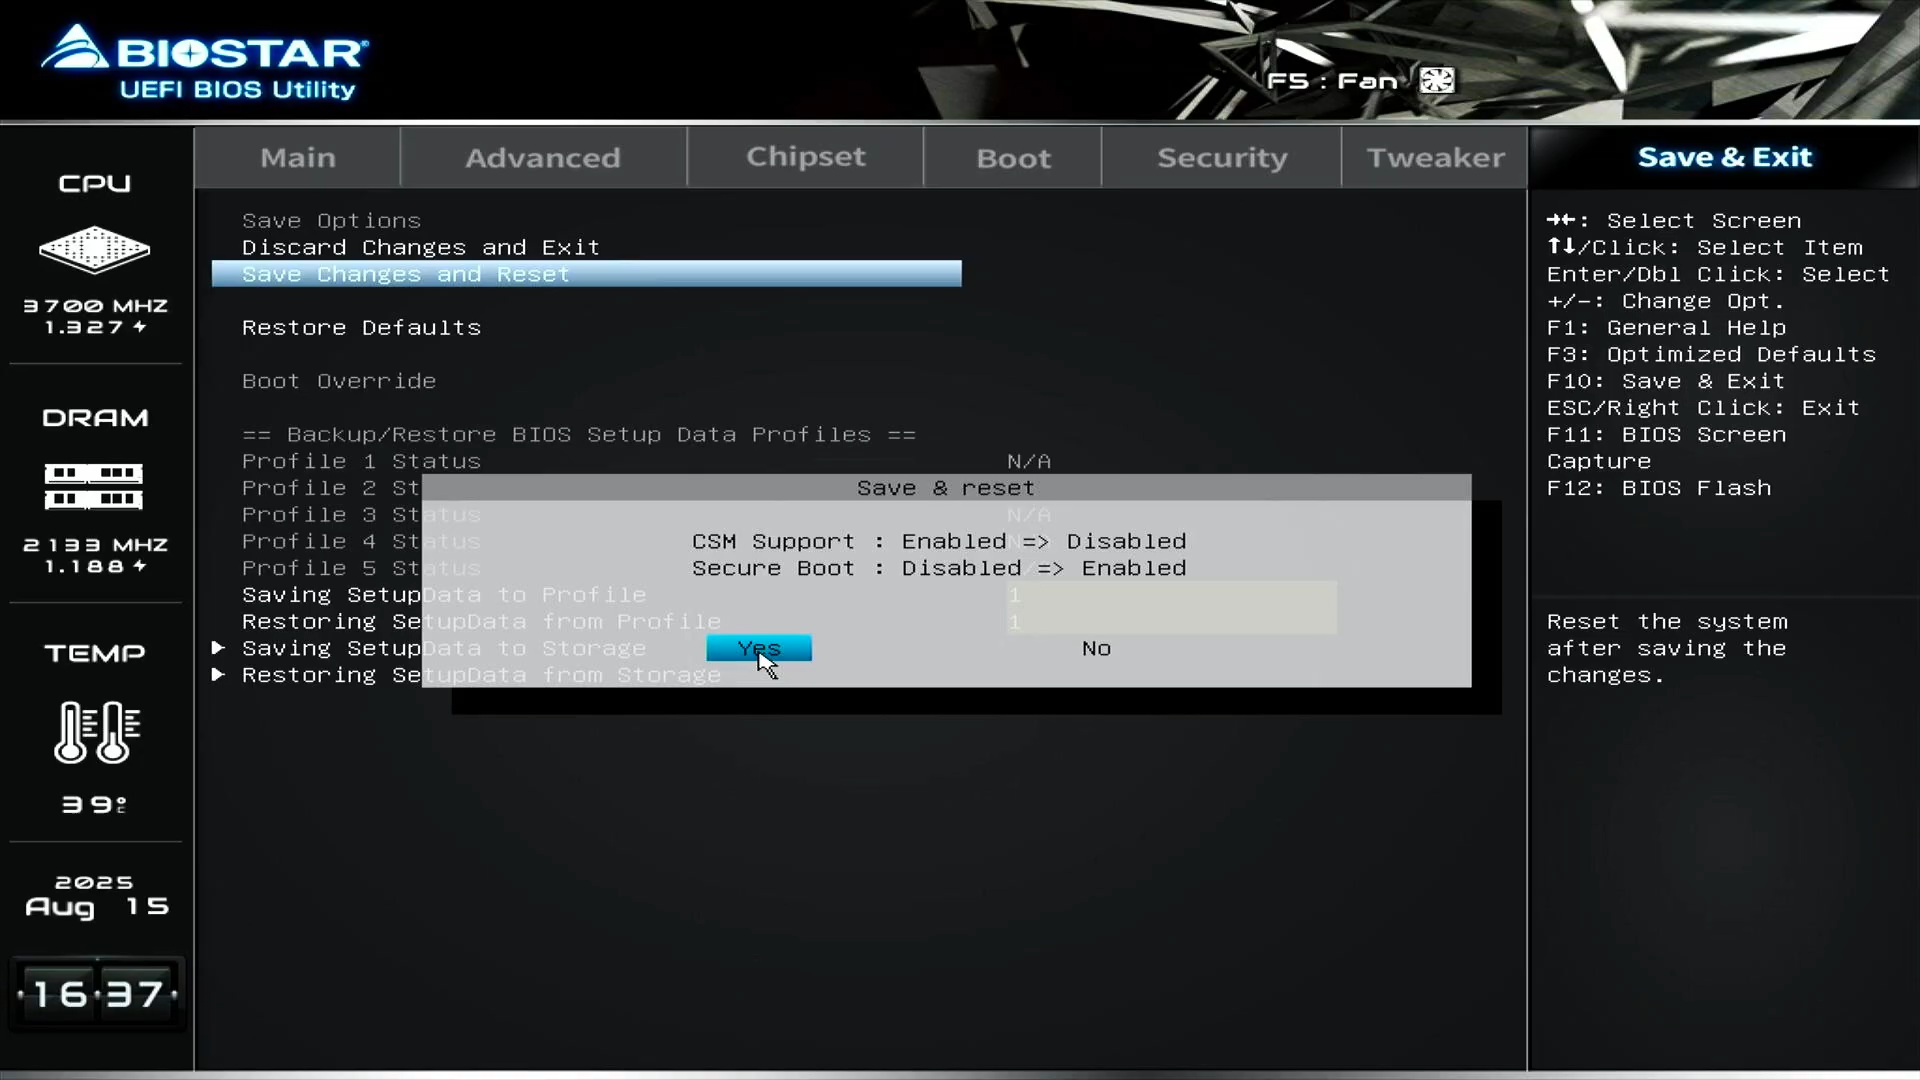 BIOSTAR®
UEFI BIOS Utility
F5 : Fan
Main
Advanced
Chipset
Boot
Security
Tweaker
Save & Exit
CPU
3700 MHZ
1.327
DRAM
2133 MHZ
1.188
TEMP
39°C
2025
Aug 15
16 37
Save Options
Discard Changes and Exit
Save Changes and Reset
Restore Defaults
Boot Override
== Backup/Restore BIOS Setup Data Profiles ==
Profile 1 Status N/A
Profile 2 St
Profile 3 Status N/A
Profile 4 Status
Profile 5 Status
Saving SetupData to Profile 1
Restoring SetupData from Profile 1
Saving SetupData to Storage
Restoring SetupData from Storage
Save & reset
CSM Support : Enabled => Disabled
Secure Boot : Disabled => Enabled
Yes
No
→←: Select Screen
↑↓/Click: Select Item
Enter/Dbl Click: Select
+/-: Change Opt.
F1: General Help
F3: Optimized Defaults
F10: Save & Exit
ESC/Right Click: Exit
F11: BIOS Screen
Capture
F12: BIOS Flash
Reset the system
after saving the
changes.